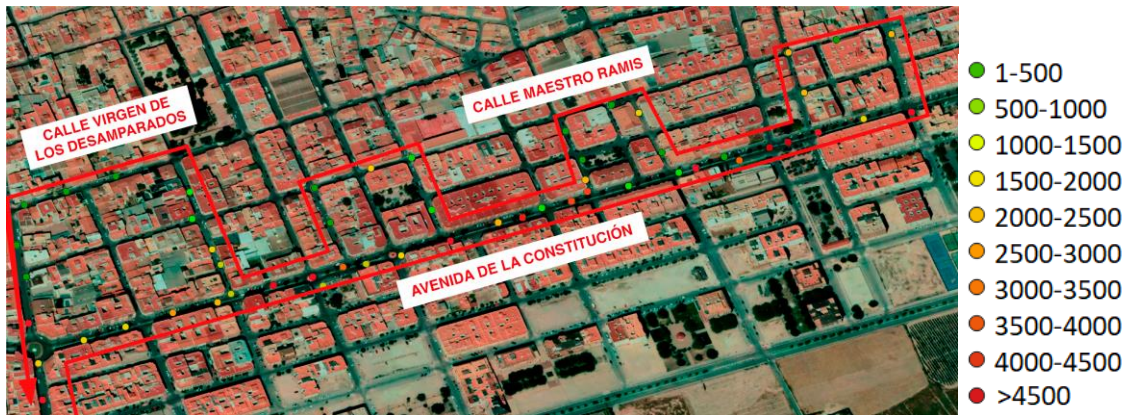 CALLE VIRGEN DE
LOS DESAMPARADOS
CALLE MAESTRO RAMIS
AVENIDA DE LA CONSTITUCIÓN
1-500
500-1000
1000-1500
1500-2000
2000-2500
2500-3000
3000-3500
3500-4000
4000-4500
>4500